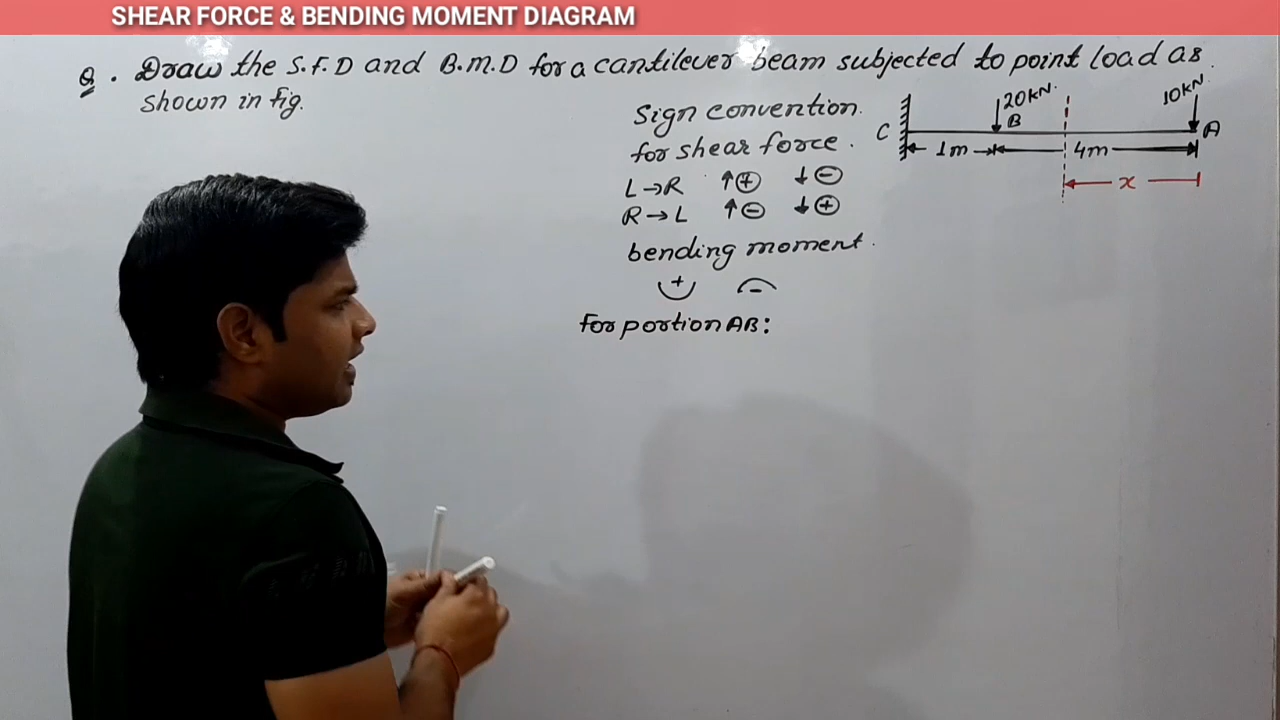 SHEAR FORCE & BENDING MOMENT DIAGRAM
Q. Draw the S.F.D and B.M.D for a cantilever beam subjected to point load as
shown in fig.
Sign convention
for shear force.
L→R ↑⊕ ↓⊖
R→L ↑⊖ ↓⊕
bending moment.
+ -
For portion AB:
20KN. 10KN.
C B A
1m 4m
x